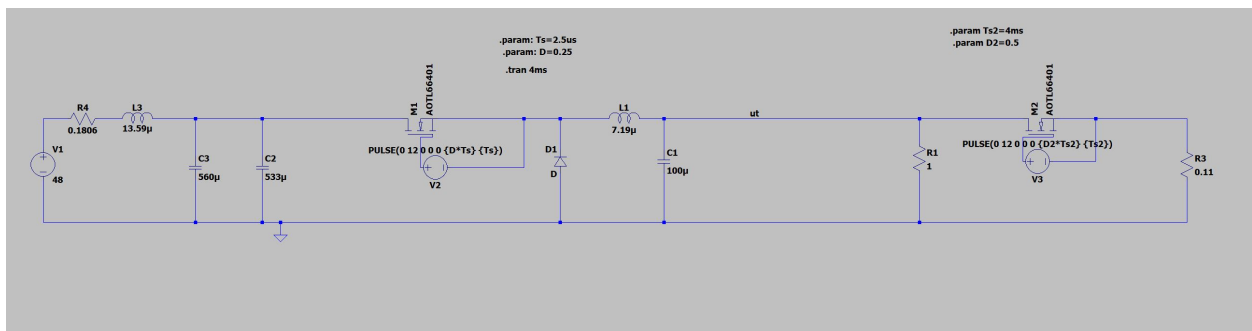 .param: Ts=2.5us
.param: D=0.25
.tran 4ms
.param Ts2=4ms
.param D2=0.5
R4
0.1806
L3
13.59µ
V1
48
C3
560µ
C2
533µ
M1
AOTL66401
PULSE(0 12 0 0 0 {D*Ts} {Ts})
V2
D1
D
L1
7.19µ
C1
100µ
ut
R1
1
M2
AOTL66401
PULSE(0 12 0 0 0 {D2*Ts2} {Ts2})
V3
R3
0.11